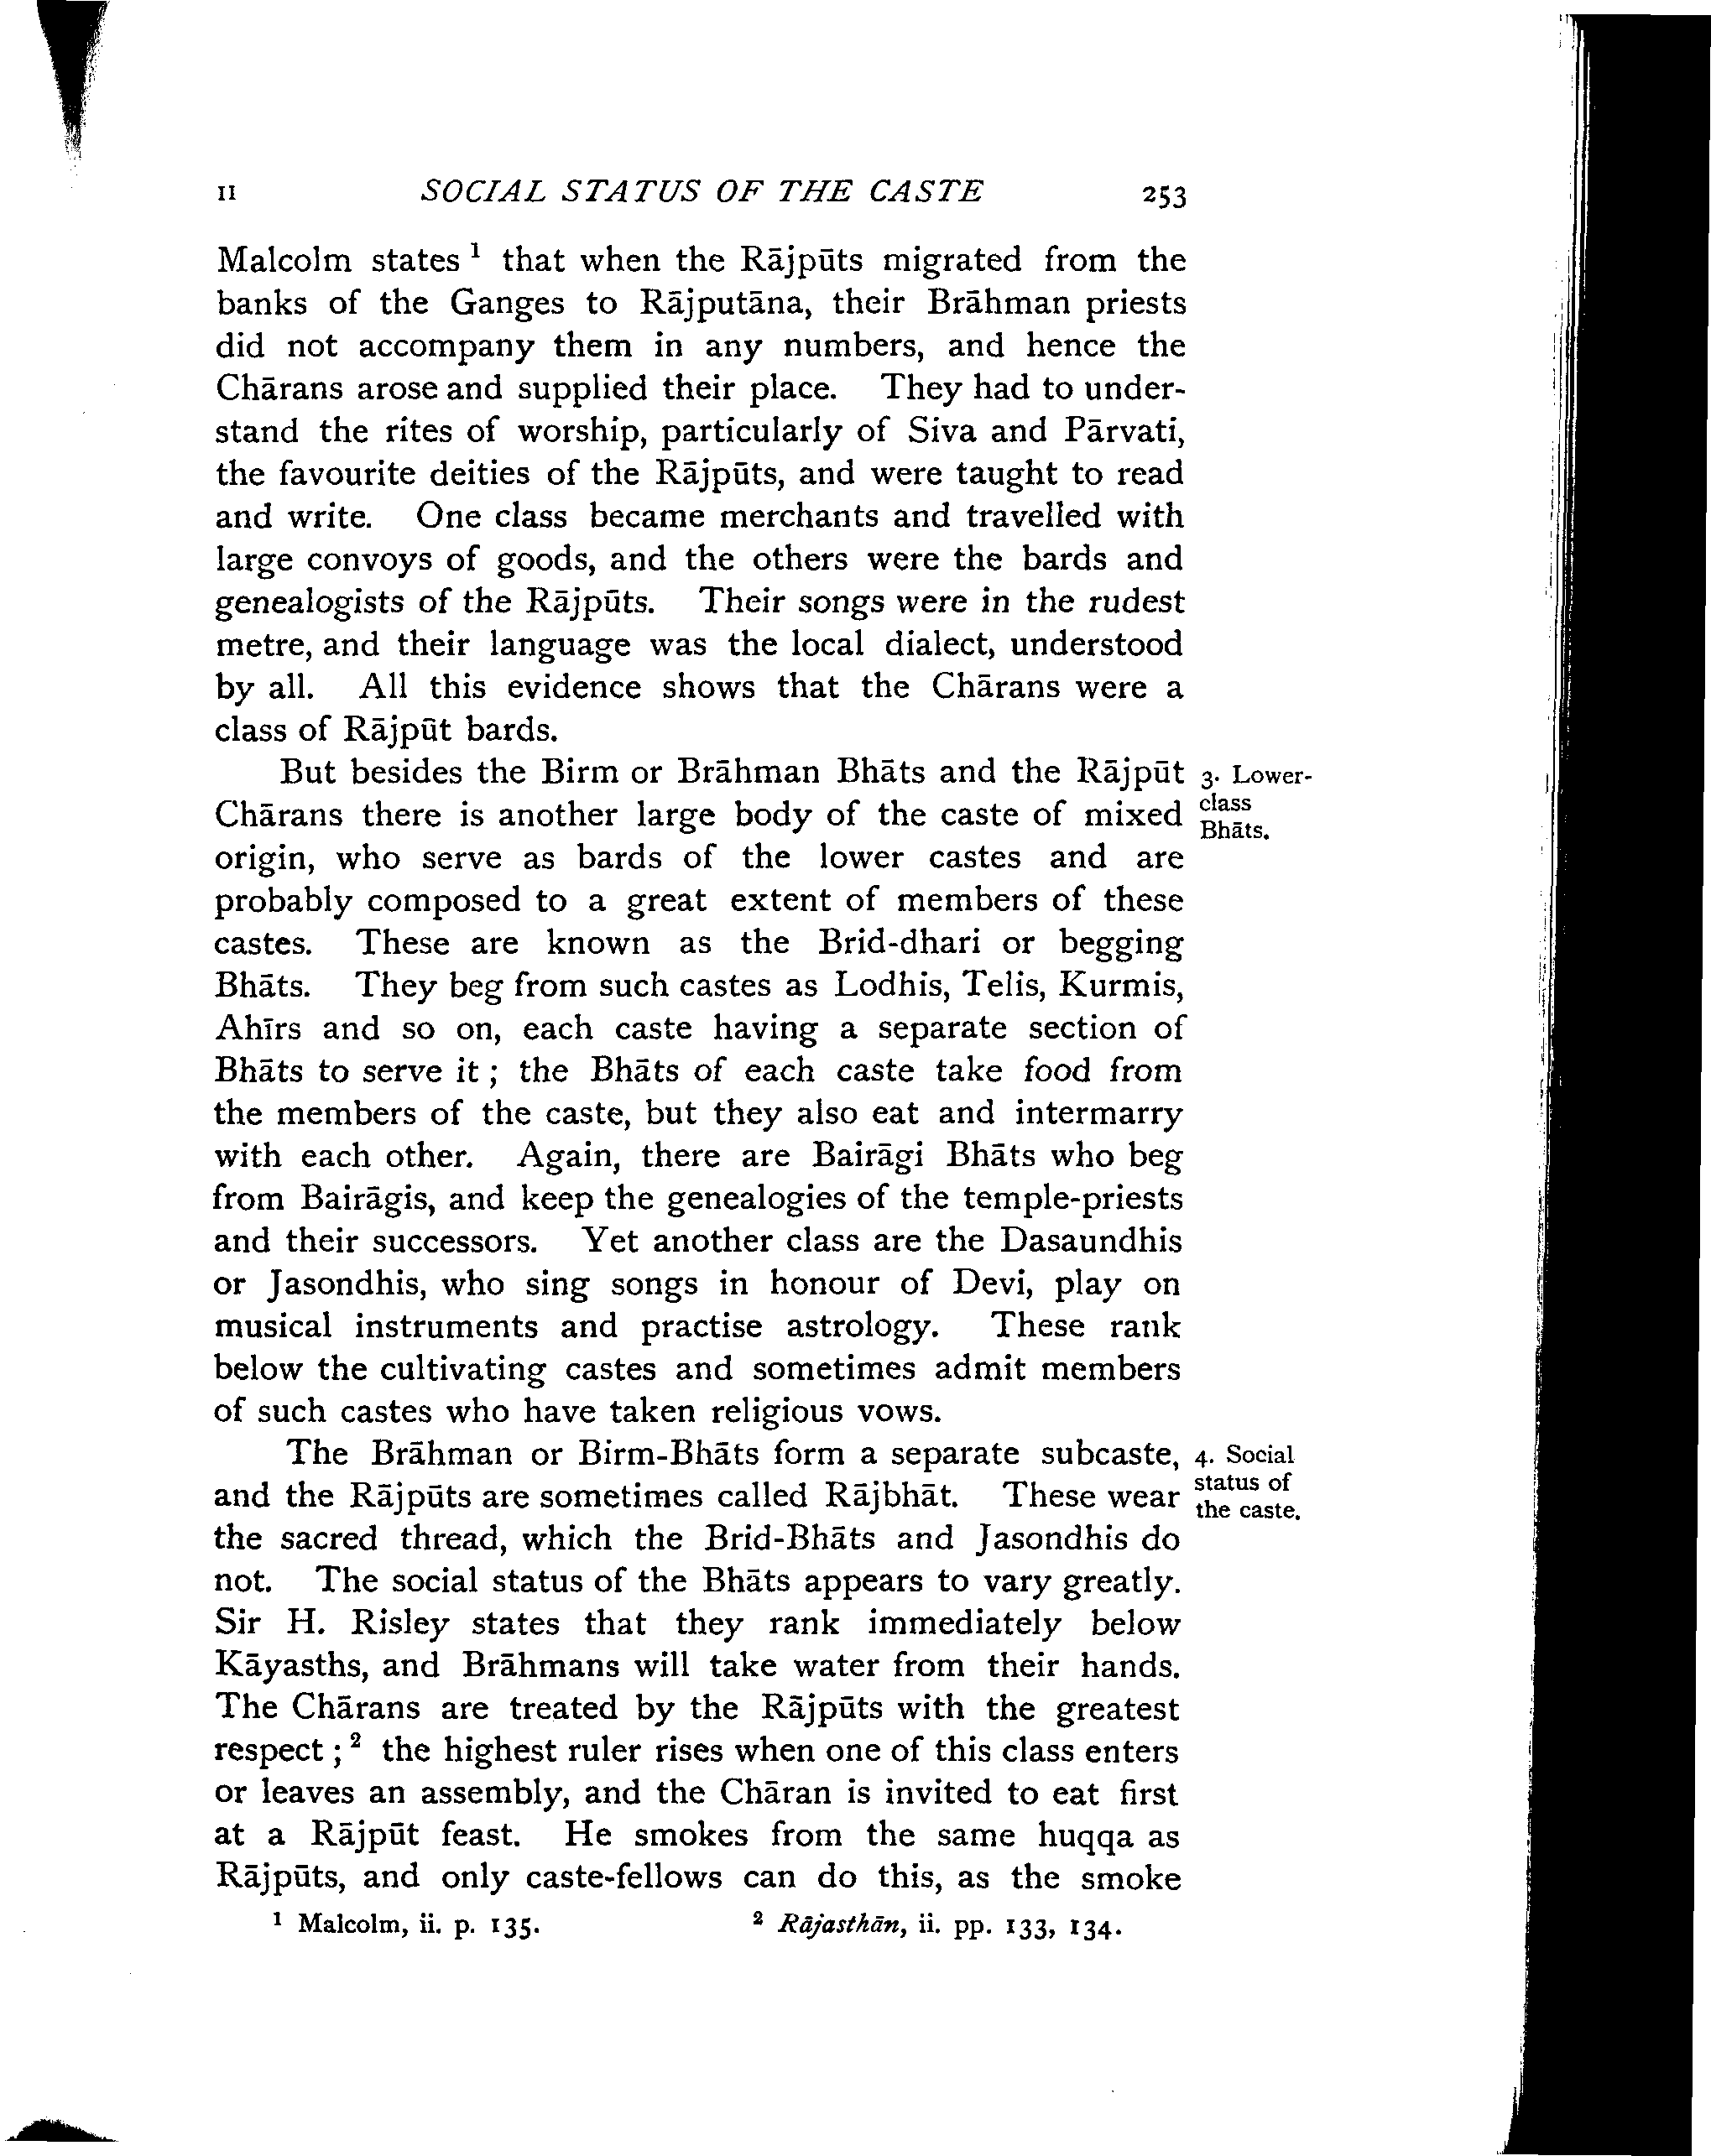 II SOCIAL STATUS OF THE CASTE 253
Malcolm states ¹ that when the Rājpūts migrated from the
banks of the Ganges to Rājputāna, their Brāhman priests
did not accompany them in any numbers, and hence the
Chārans arose and supplied their place. They had to under-
stand the rites of worship, particularly of Siva and Pārvati,
the favourite deities of the Rājpūts, and were taught to read
and write. One class became merchants and travelled with
large convoys of goods, and the others were the bards and
genealogists of the Rājpūts. Their songs were in the rudest
metre, and their language was the local dialect, understood
by all. All this evidence shows that the Chārans were a
class of Rājpūt bards.
But besides the Birm or Brāhman Bhāts and the Rājpūt
Chārans there is another large body of the caste of mixed
origin, who serve as bards of the lower castes and are
probably composed to a great extent of members of these
castes. These are known as the Brid-dhari or begging
Bhāts. They beg from such castes as Lodhis, Telis, Kurmis,
Ahīrs and so on, each caste having a separate section of
Bhāts to serve it ; the Bhāts of each caste take food from
the members of the caste, but they also eat and intermarry
with each other. Again, there are Bairāgi Bhāts who beg
from Bairāgis, and keep the genealogies of the temple-priests
and their successors. Yet another class are the Dasaundhis
or Jasondhis, who sing songs in honour of Devi, play on
musical instruments and practise astrology. These rank
below the cultivating castes and sometimes admit members
of such castes who have taken religious vows.
3. Lower-
class
Bhāts.
The Brāhman or Birm-Bhāts form a separate subcaste,
and the Rājpūts are sometimes called Rājbhāt. These wear
the sacred thread, which the Brid-Bhāts and Jasondhis do
not. The social status of the Bhāts appears to vary greatly.
Sir H. Risley states that they rank immediately below
Kāyasths, and Brāhmans will take water from their hands.
The Chārans are treated by the Rājpūts with the greatest
respect ; ² the highest ruler rises when one of this class enters
or leaves an assembly, and the Chāran is invited to eat first
at a Rājpūt feast. He smokes from the same huqqa as
Rājpūts, and only caste-fellows can do this, as the smoke
4. Social
status of
the caste.
¹ Malcolm, ii. p. 135.
² Rājasthān, ii. pp. 133, 134.